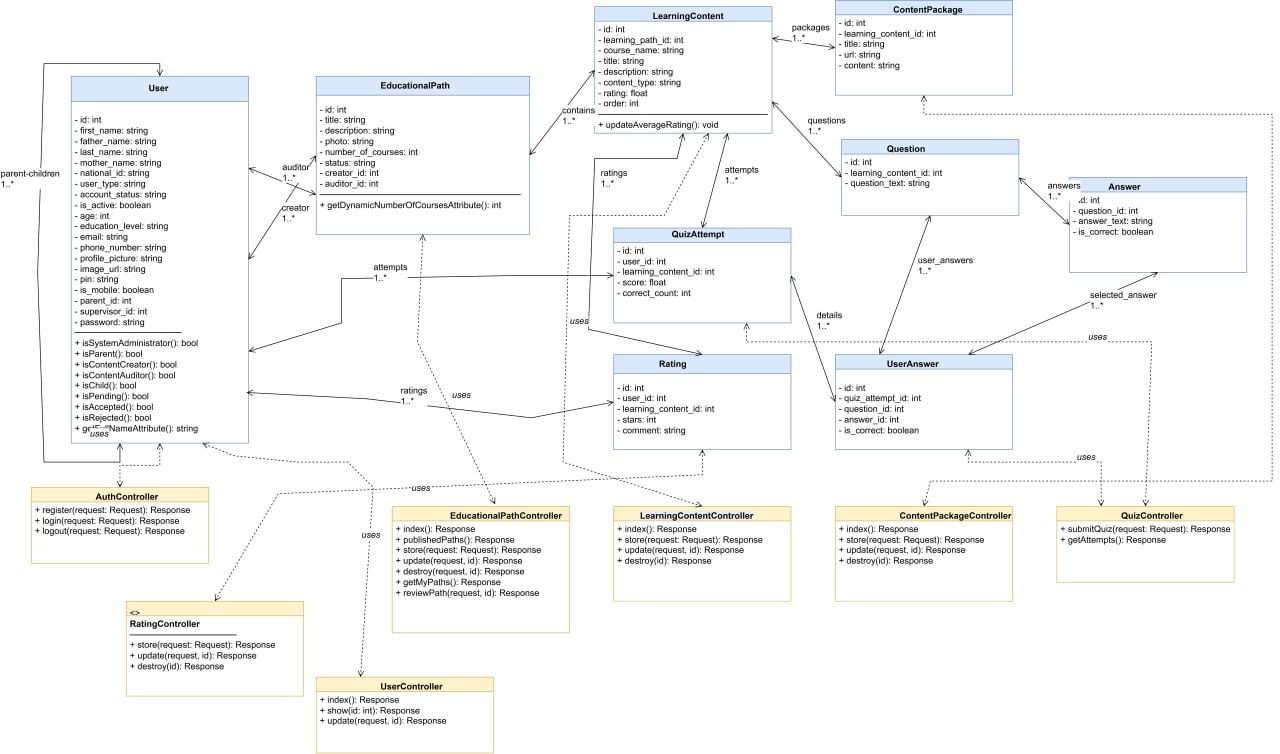 LearningContent
- id: int
- learning_path_id: int
- course_name: string
- title: string
- description: string
- content_type: string
- rating: float
- order: int
+ updateAverageRating(): void
ContentPackage
- id: int
- learning_content_id: int
- title: string
- url: string
- content: string
packages
1..*
User
- id: int
- first_name: string
- father_name: string
- last_name: string
- mother_name: string
- national_id: string
- user_type: string
- account_status: string
- is_active: boolean
- age: int
- education_level: string
- email: string
- phone_number: string
- profile_picture: string
- image_url: string
- pin: string
- is_mobile: boolean
- parent_id: int
- supervisor_id: int
- password: string
+ isSystemAdministrator(): bool
+ isParent(): bool
+ isContentCreator(): bool
+ isContentAuditor(): bool
+ isChild(): bool
+ isPending(): bool
+ isAccepted(): bool
+ isRejected(): bool
+ getFullNameAttribute(): string
uses
parent-children
1..*
EducationalPath
- id: int
- title: string
- description: string
- photo: string
- number_of_courses: int
- status: string
- creator_id: int
- auditor_id: int
+ getDynamicNumberOfCoursesAttribute(): int
auditor
1..*
creator
1..*
contains
1..*
questions
1..*
Question
- id: int
- learning_content_id: int
- question_text: string
answers
1..*
Answer
id: int
- question_id: int
- answer_text: string
- is_correct: boolean
ratings
1..*
attempts
1..*
QuizAttempt
- id: int
- user_id: int
- learning_content_id: int
- score: float
- correct_count: int
attempts
1..*
user_answers
1..*
selected_answer
1..*
details
1..*
uses
uses
Rating
- id: int
- user_id: int
- learning_content_id: int
- stars: int
- comment: string
UserAnswer
- id: int
- quiz_attempt_id: int
- question_id: int
- answer_id: int
- is_correct: boolean
ratings
1..*
uses
uses
uses
uses
AuthController
+ register(request: Request): Response
+ login(request: Request): Response
+ logout(request: Request): Response
EducationalPathController
+ index(): Response
+ publishedPaths(): Response
+ store(request: Request): Response
+ update(request, id): Response
+ destroy(request, id): Response
+ getMyPaths(): Response
+ reviewPath(request, id): Response
LearningContentController
+ index(): Response
+ store(request: Request): Response
+ update(request, id): Response
+ destroy(id): Response
ContentPackageController
+ index(): Response
+ store(request: Request): Response
+ update(request, id): Response
+ destroy(id): Response
QuizController
+ submitQuiz(request: Request): Response
+ getAttempts(): Response
<>
RatingController
+ store(request: Request): Response
+ update(request, id): Response
+ destroy(id): Response
UserController
+ index(): Response
+ show(id: int): Response
+ update(request, id): Response